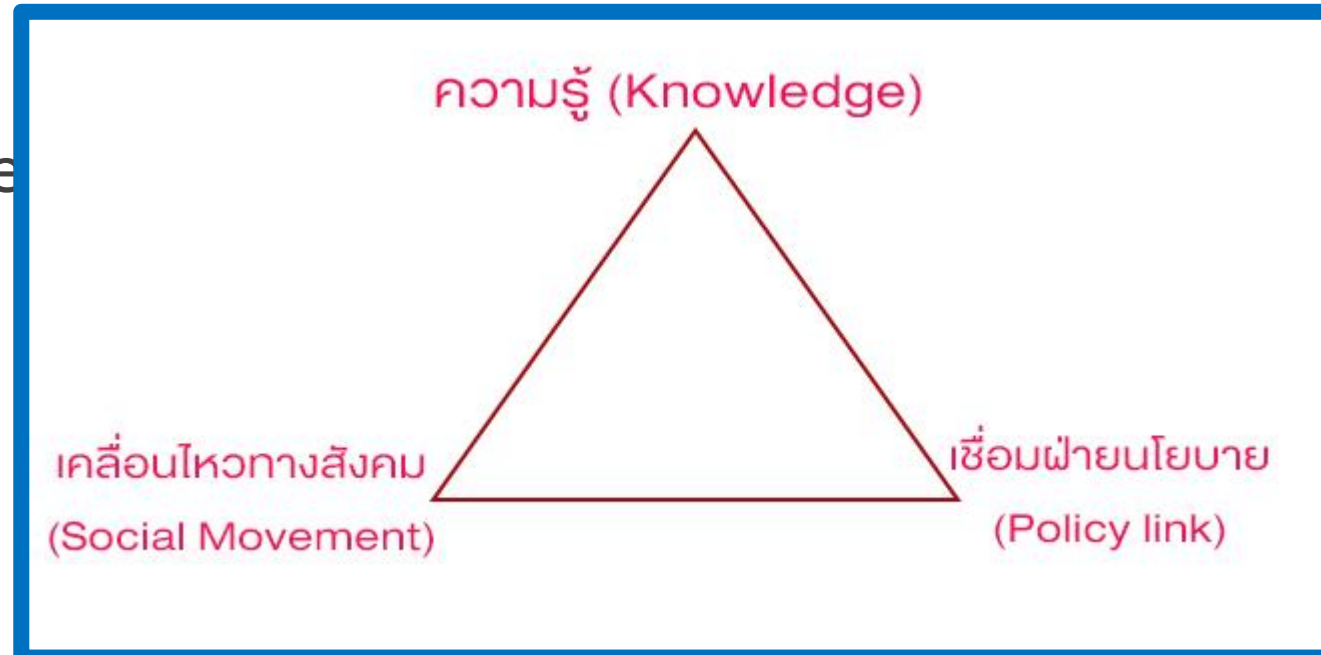 ความรู้ (Knowledge)
e
เคลื่อนไหวทางสังคม
(Social Movement)
เชื่อมฝ่ายนโยบาย
(Policy link)